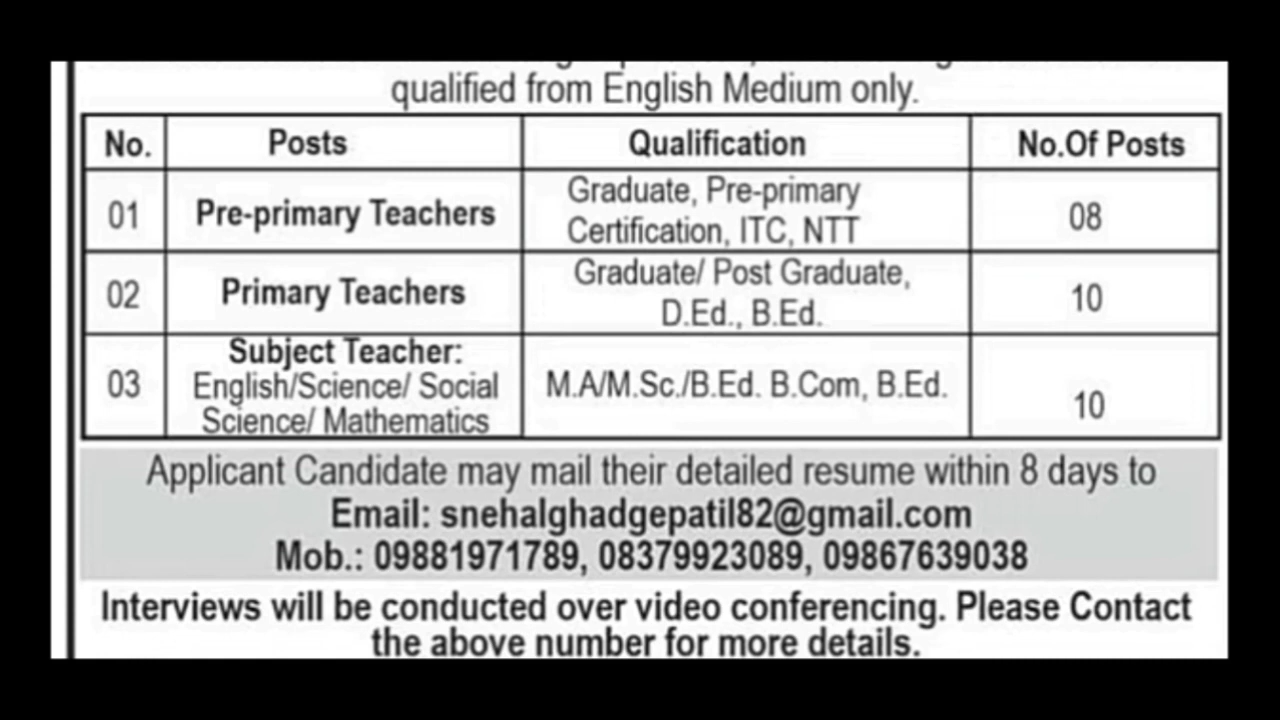 qualified from English Medium only.
No. Posts Qualification No.Of Posts
01 Pre-primary Teachers Graduate, Pre-primary
Certification, ITC, NTT 08
02 Primary Teachers Graduate/ Post Graduate,
D.Ed., B.Ed. 10
03 Subject Teacher:
English/Science/ Social
Science/ Mathematics M.A/M.Sc./B.Ed. B.Com, B.Ed. 10
Applicant Candidate may mail their detailed resume within 8 days to
Email: snehalghadgepatil82@gmail.com
Mob.: 09881971789, 08379923089, 09867639038
Interviews will be conducted over video conferencing. Please Contact
the above number for more details.